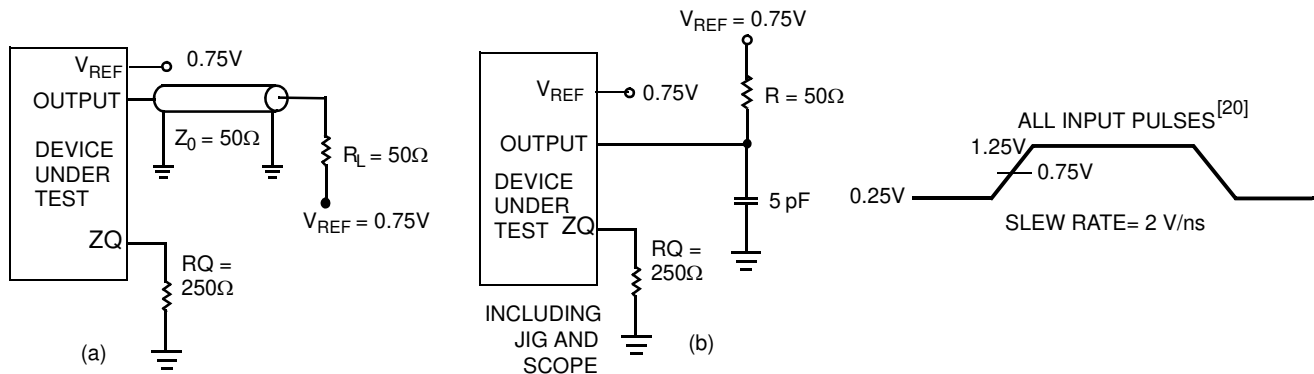 V_REF
0.75V
OUTPUT
Z_0 = 50Ω
DEVICE
UNDER
TEST
R_L = 50Ω
V_REF = 0.75V
ZQ
RQ =
250Ω
(a)
V_REF = 0.75V
R = 50Ω
V_REF
0.75V
OUTPUT
DEVICE
UNDER
TEST
ZQ
5 pF
RQ =
250Ω
INCLUDING
JIG AND
SCOPE
(b)
ALL INPUT PULSES[20]
1.25V
0.75V
0.25V
SLEW RATE= 2 V/ns